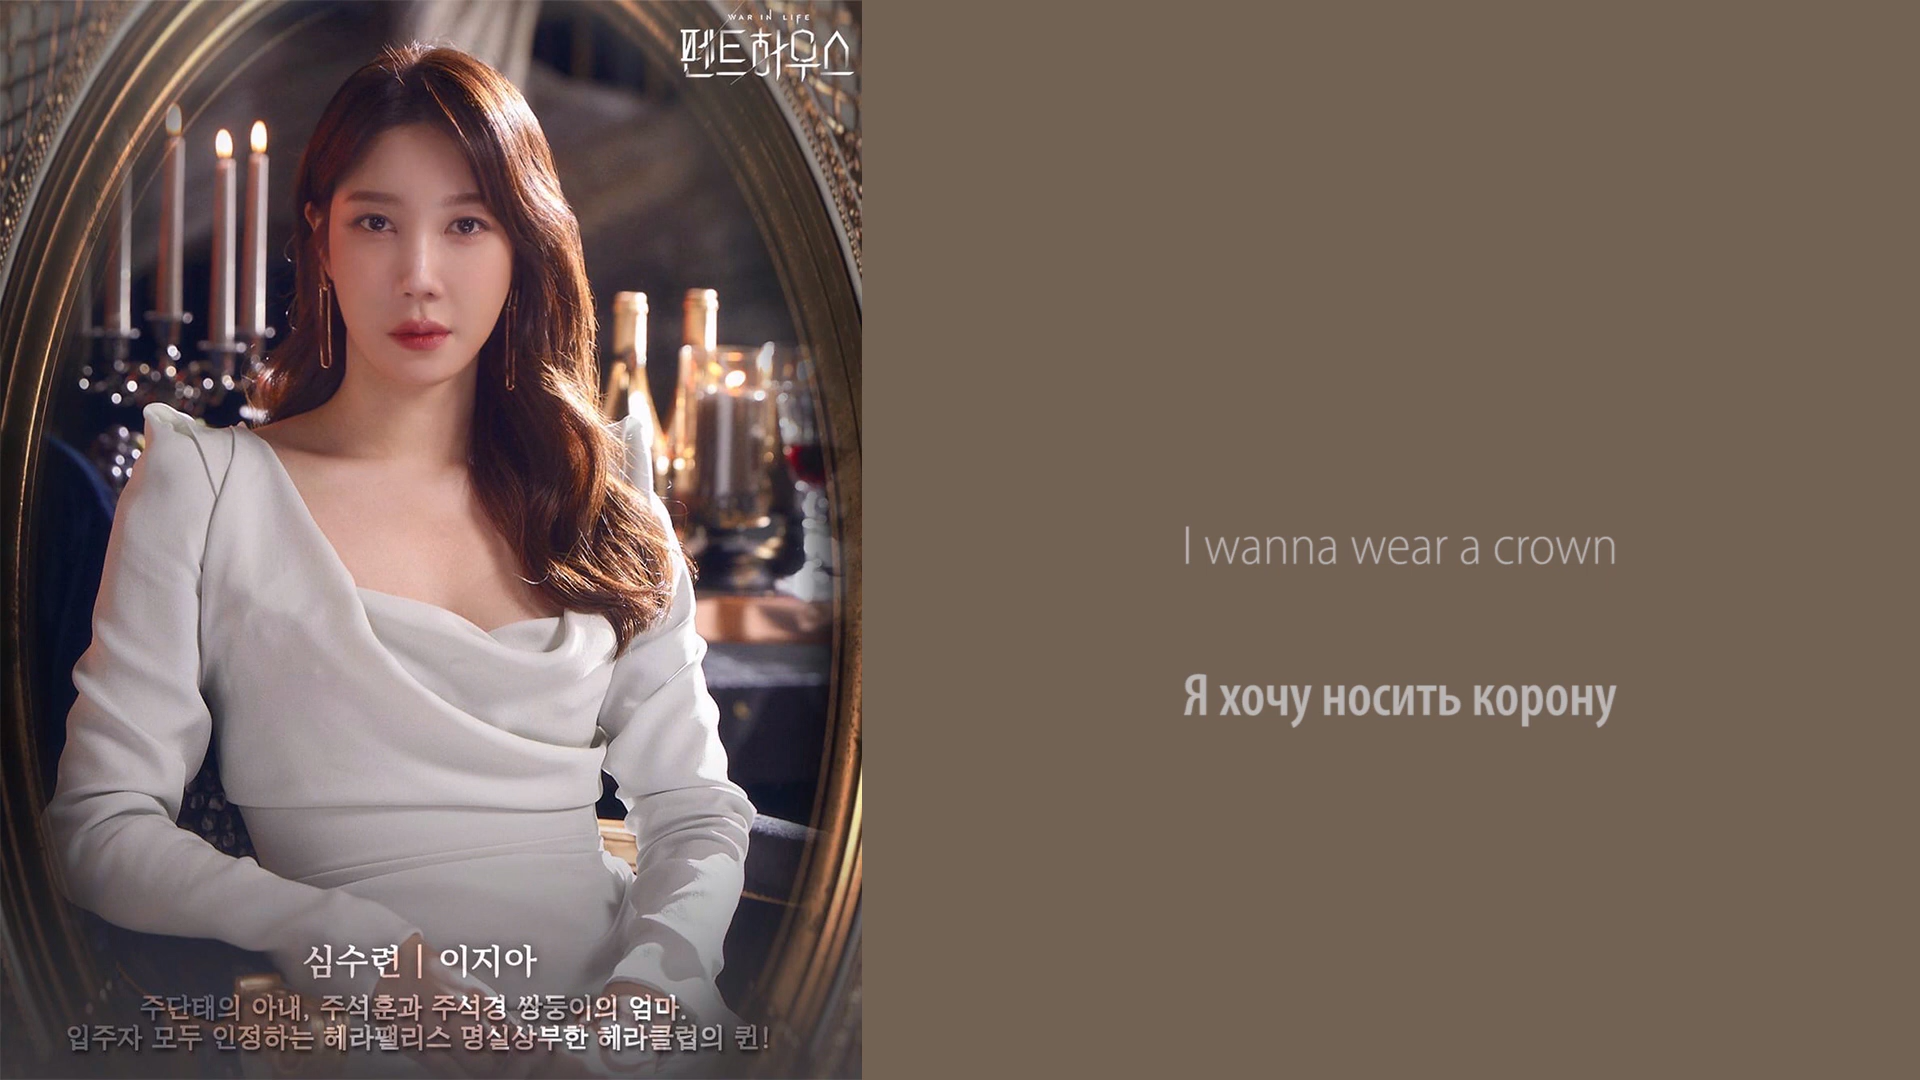 WAR IN LIFE
펜트하우스
심수련 | 이지아
주단태의 아내, 주석훈과 주석경 쌍둥이의 엄마.
입주자 모두 인정하는 헤라팰리스 명실상부한 헤라클럽의 퀸!
I wanna wear a crown
Я хочу носить корону